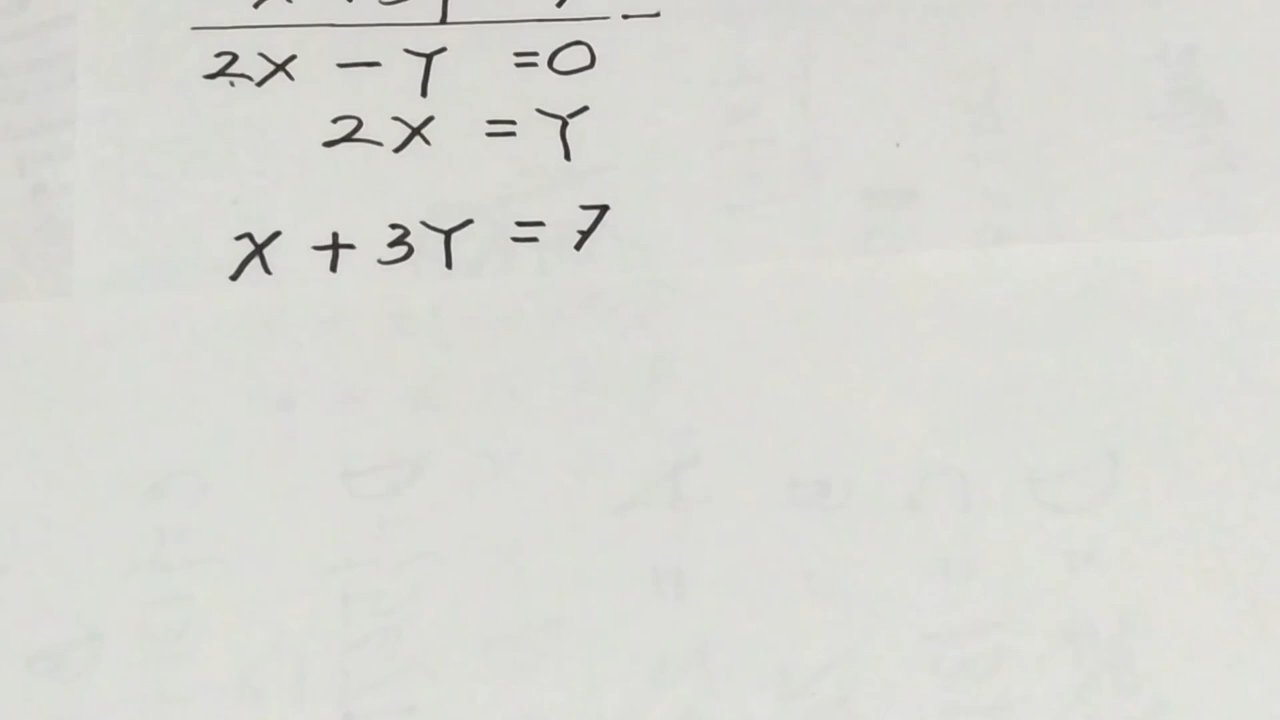 2X - Y = 0
2X = Y
X + 3Y = 7